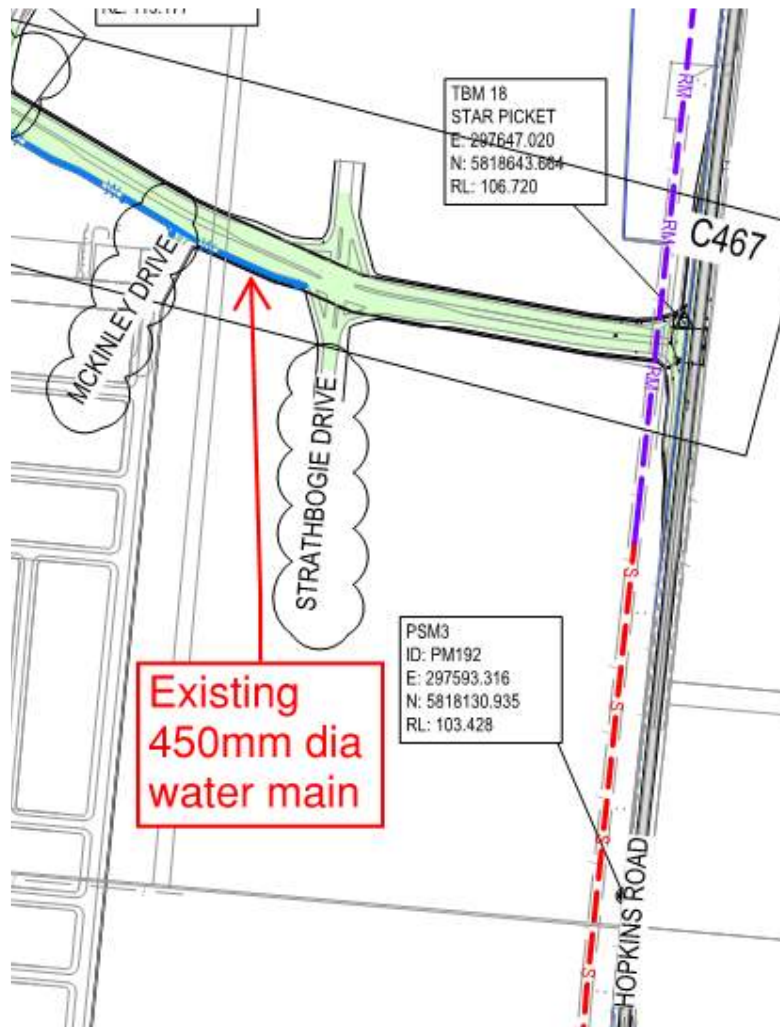 TBM 18
STAR PICKET
E: 297647.020
N: 5818643.664
RL: 106.720
RM
RM
C467
RM
W
W
MCKINLEY DRIVE
STRATHBOGIE DRIVE
S
PSM3
ID: PM192
E: 297593.316
N: 5818130.935
RL: 103.428
Existing
450mm dia
water main
S
S
HOPKINS ROAD
S